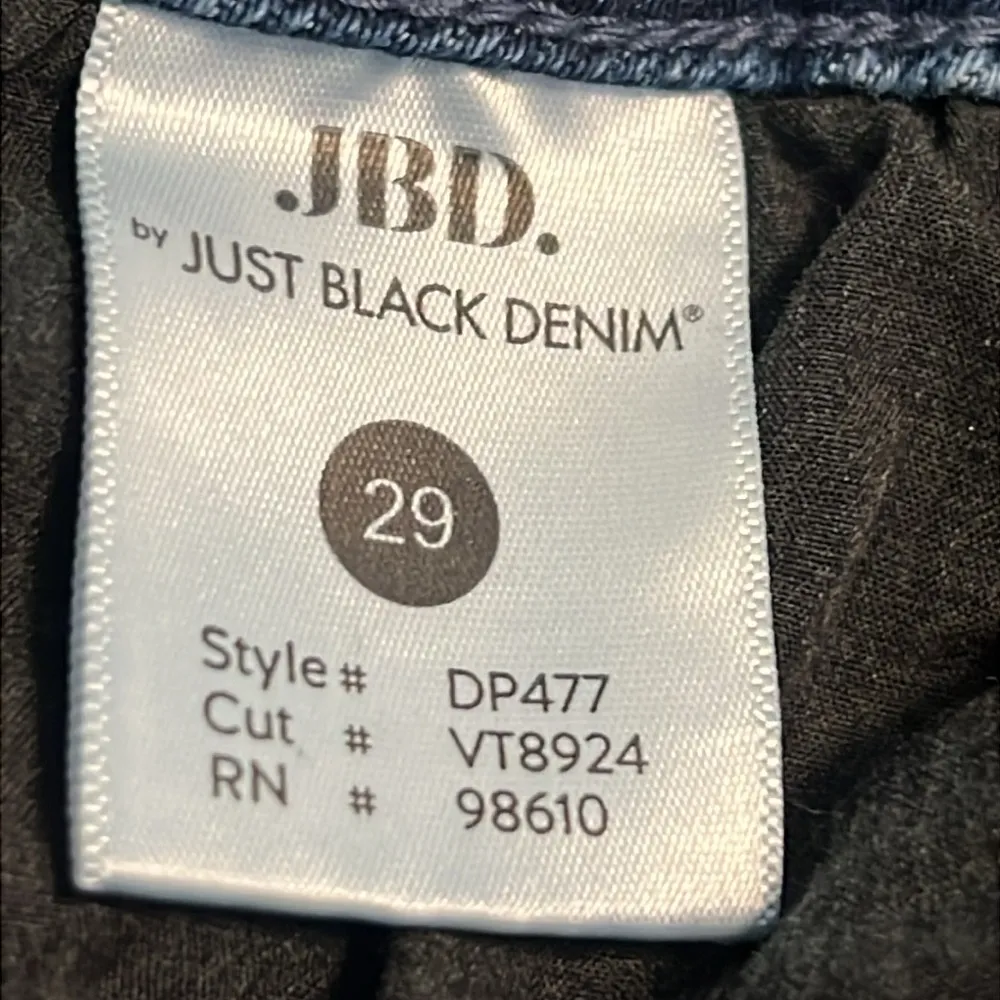 JBD.
by JUST BLACK DENIM®
29
Style # DP477
Cut # VT8924
RN # 98610